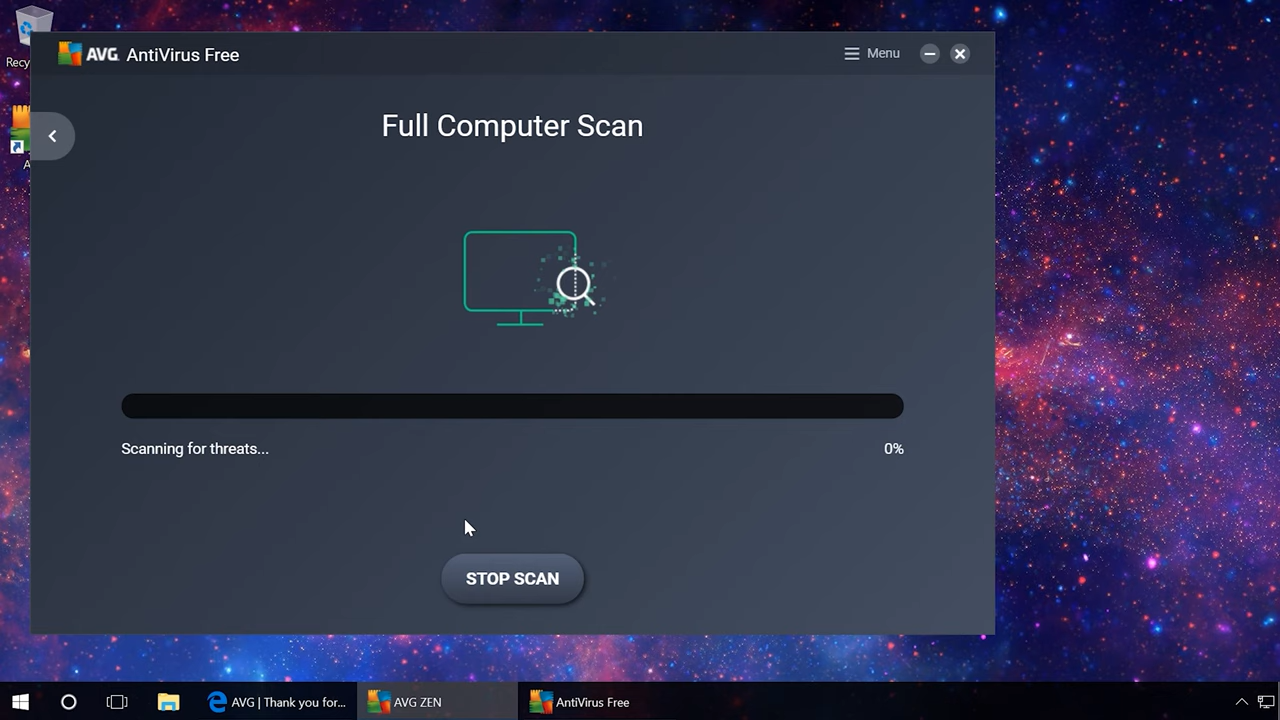 Recy
AVG AntiVirus Free
Menu
Full Computer Scan
A
Scanning for threats...
0%
STOP SCAN
AVG | Thank you for...
AVG ZEN
AntiVirus Free